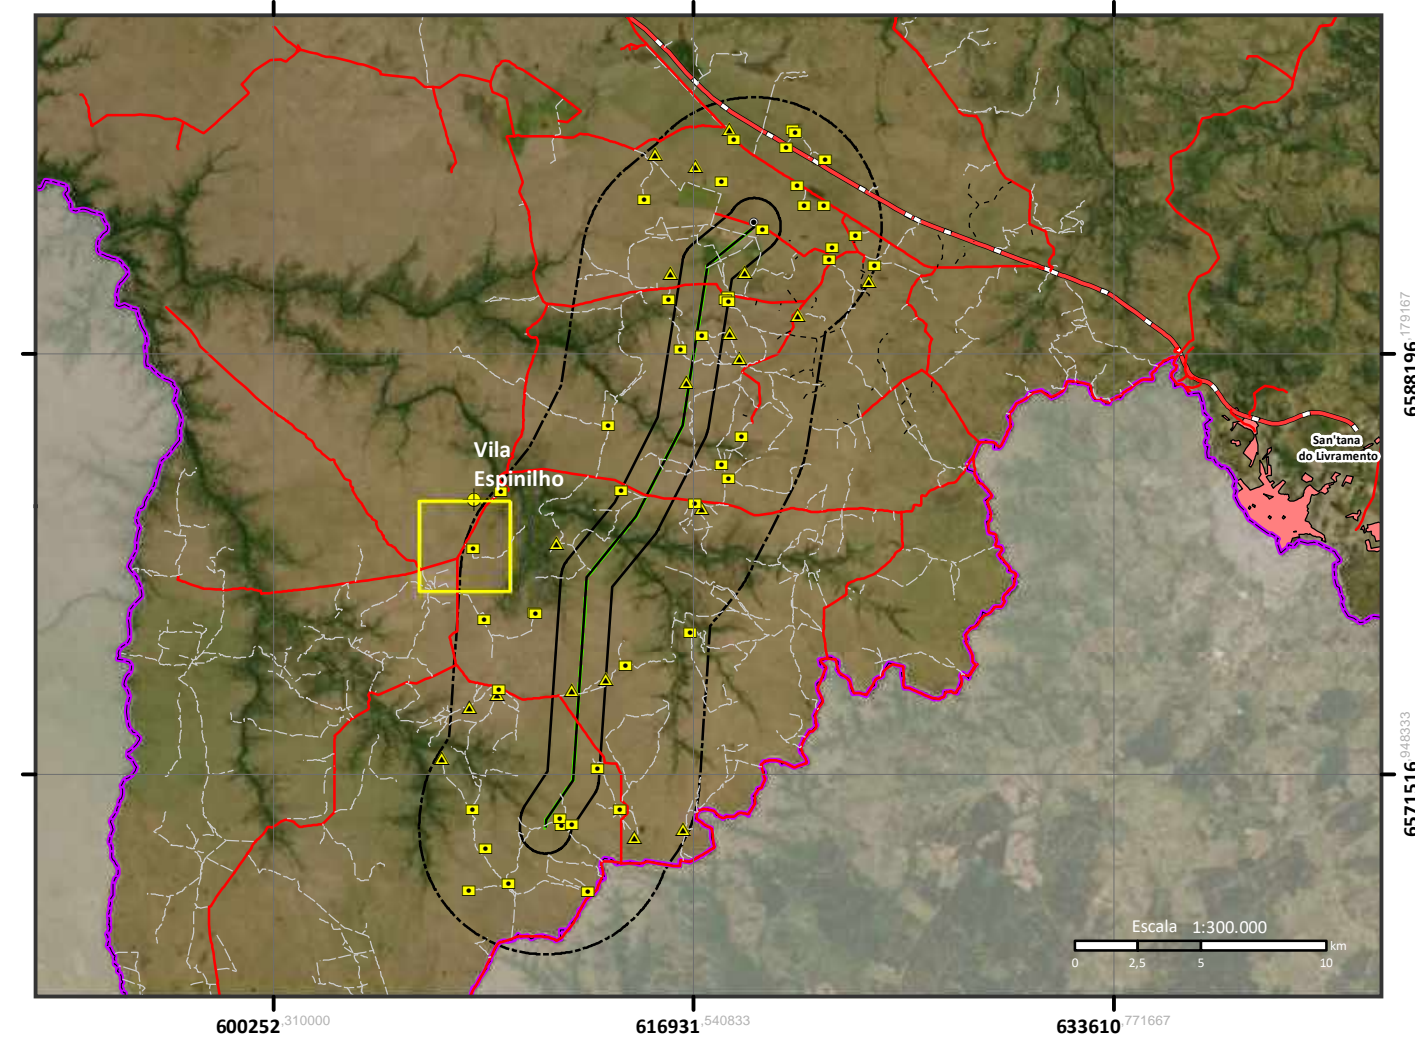 Vila
Espinilho
San'tana
do Livramento
6588196,179167
6571516,948333
Escala 1:300.000
km
0 2,5 5 10
600252,310000
616931,540833
633610,771667